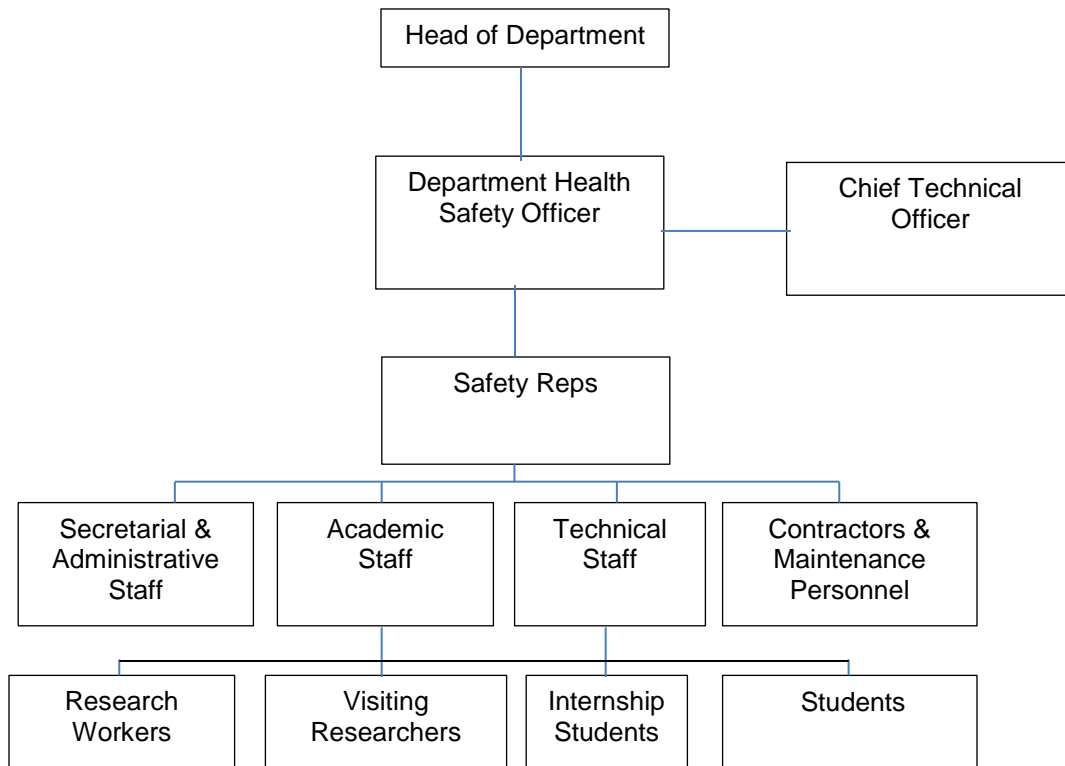 Head of Department
Department Health
Safety Officer
Chief Technical
Officer
Safety Reps
Secretarial &
Administrative
Staff
Academic
Staff
Technical
Staff
Contractors &
Maintenance
Personnel
Research
Workers
Visiting
Researchers
Internship
Students
Students